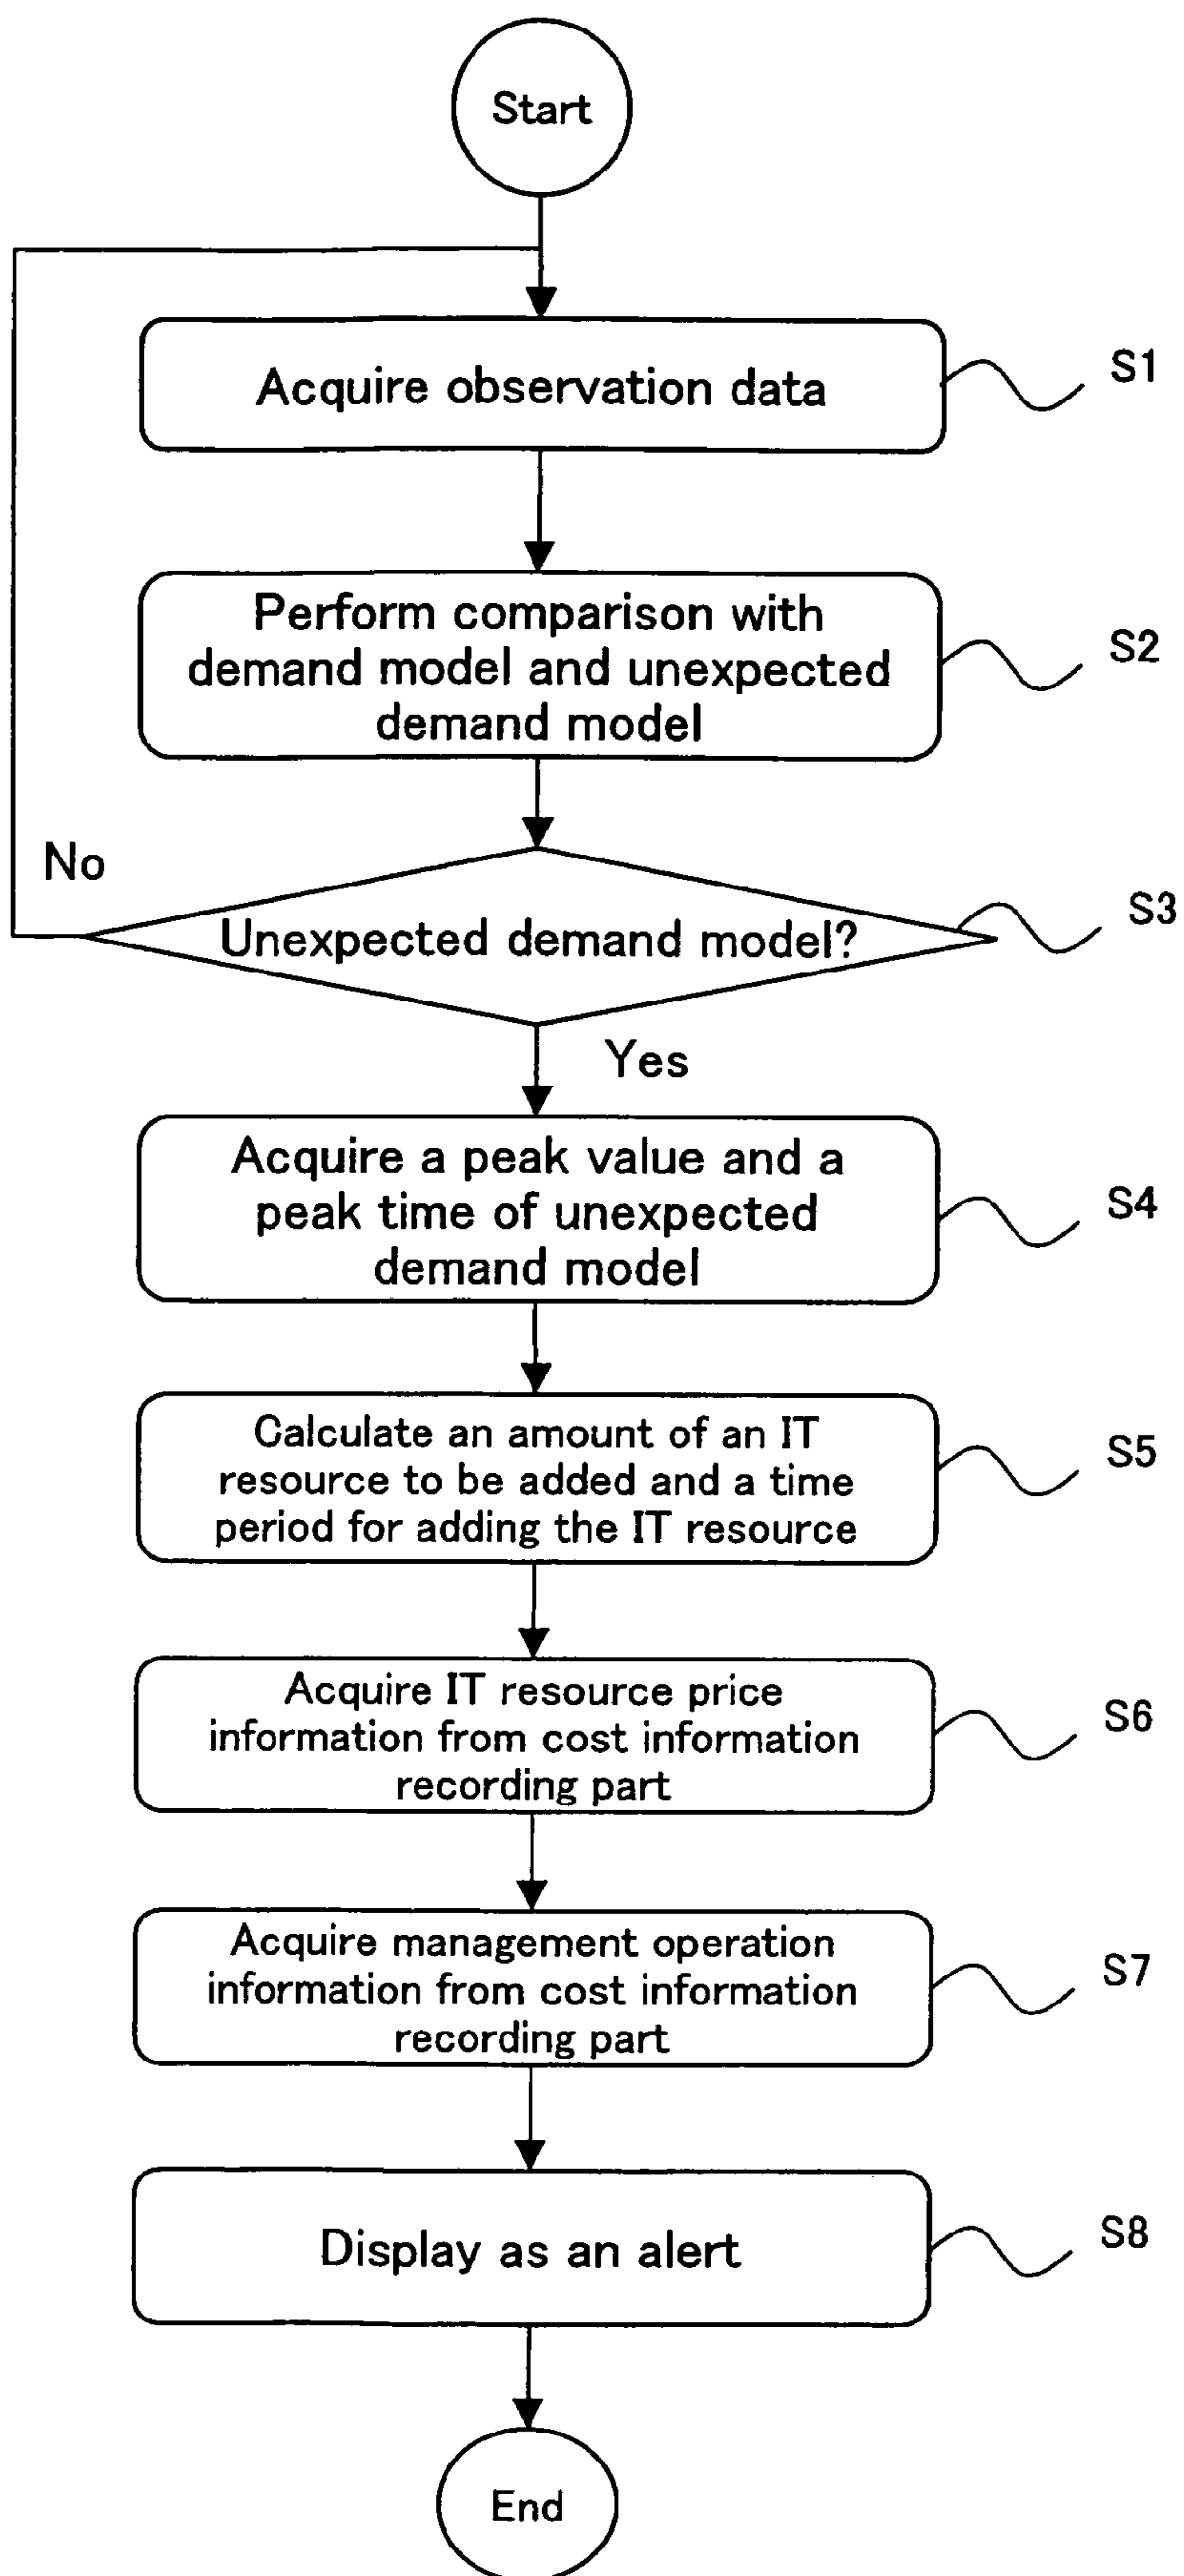 Start
Acquire observation data
S1
Perform comparison with
demand model and unexpected
demand model
S2
No
Unexpected demand model?
S3
Yes
Acquire a peak value and a
peak time of unexpected
demand model
S4
Calculate an amount of an IT
resource to be added and a time
period for adding the IT resource
S5
Acquire IT resource price
information from cost information
recording part
S6
Acquire management operation
information from cost information
recording part
S7
Display as an alert
S8
End